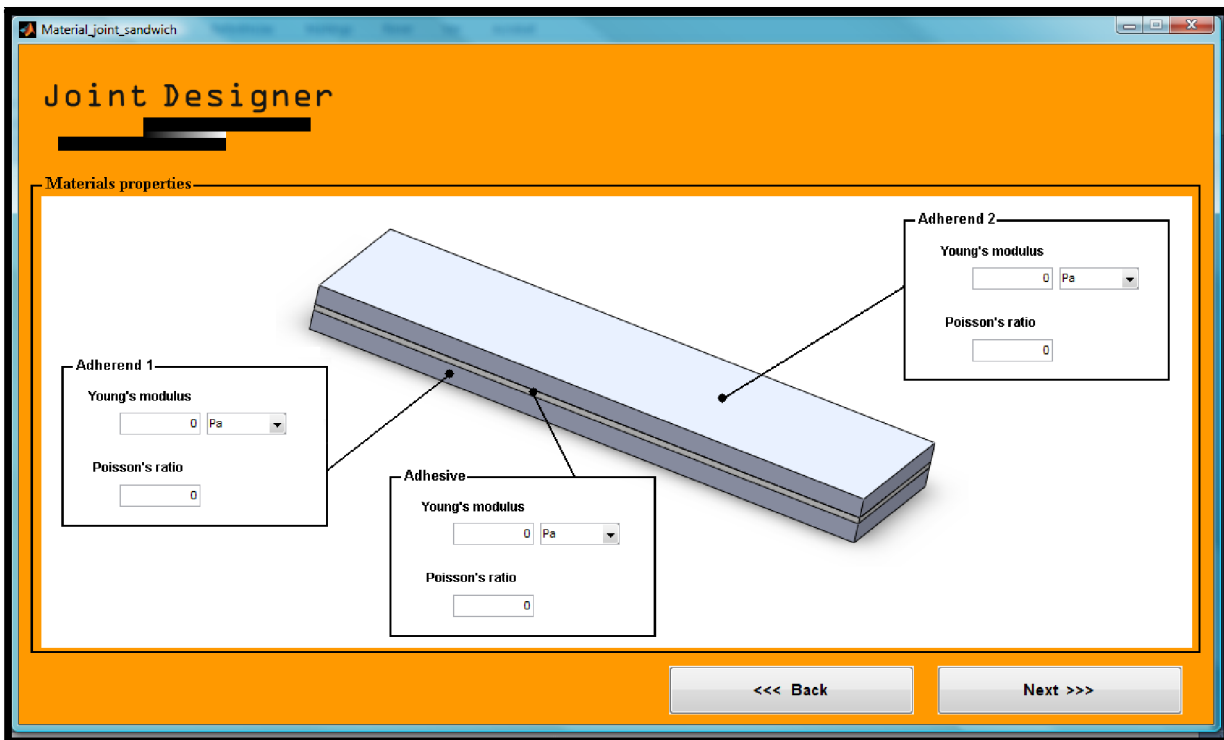 Material_joint_sandwich
Joint Designer
Materials properties
Adherend 2
Young's modulus
0 Pa
Poisson's ratio
0
Adherend 1
Young's modulus
0 Pa
Poisson's ratio
0
Adhesive
Young's modulus
0 Pa
Poisson's ratio
0
<<< Back
Next >>>